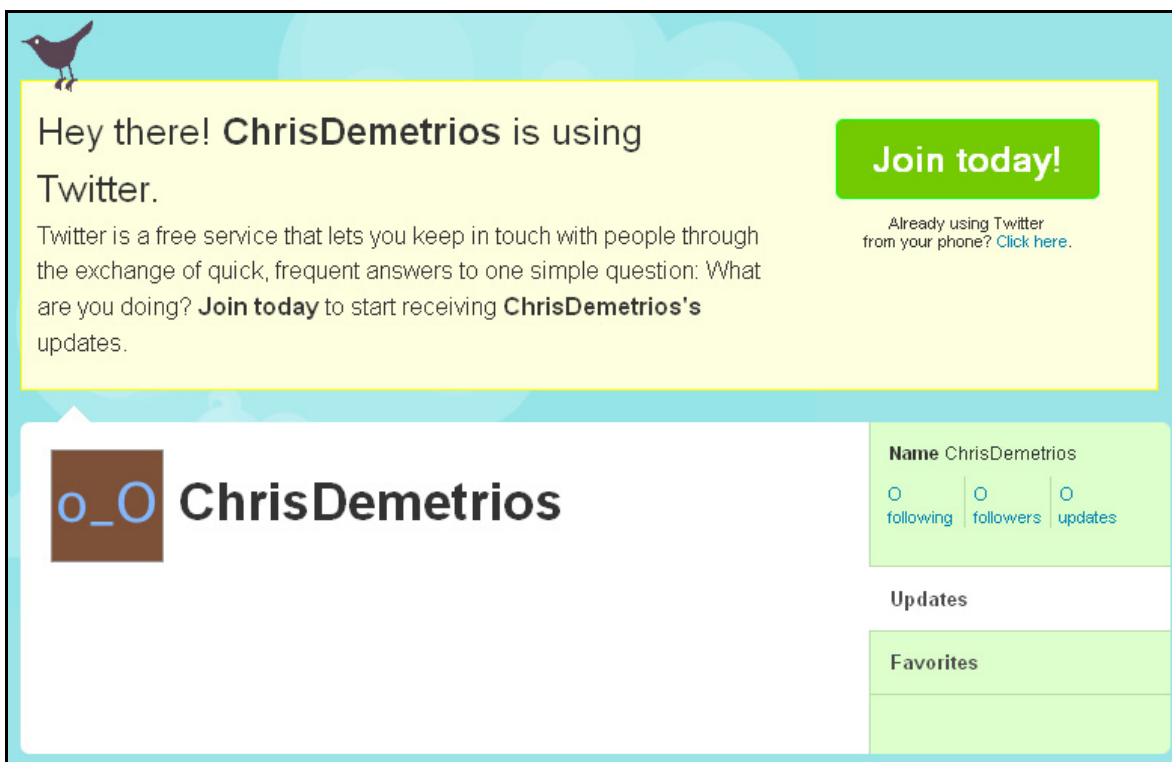 Hey there! ChrisDemetrios is using
Twitter.
Twitter is a free service that lets you keep in touch with people through
the exchange of quick, frequent answers to one simple question: What
are you doing? Join today to start receiving ChrisDemetrios's
updates.
Join today!
Already using Twitter
from your phone? Click here.
o_O ChrisDemetrios
Name ChrisDemetrios
0 0 0
following followers updates
Updates
Favorites